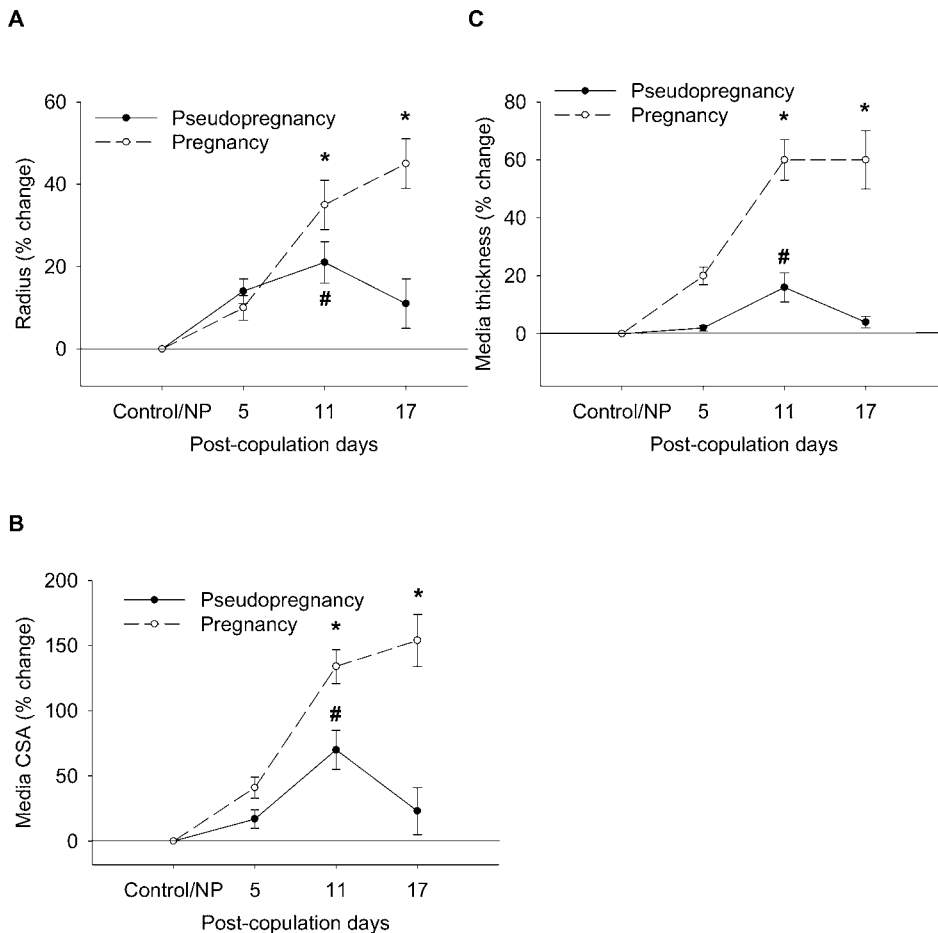 A
60
40
20
0
Radius (% change)
Pseudopregnancy
Pregnancy
*
*
#
Control/NP 5 11 17
Post-copulation days
C
80
60
40
20
0
Media thickness (% change)
Pseudopregnancy
Pregnancy
*
*
#
Control/NP 5 11 17
Post-copulation days
B
200
150
100
50
0
Media CSA (% change)
Pseudopregnancy
Pregnancy
*
*
#
Control/NP 5 11 17
Post-copulation days